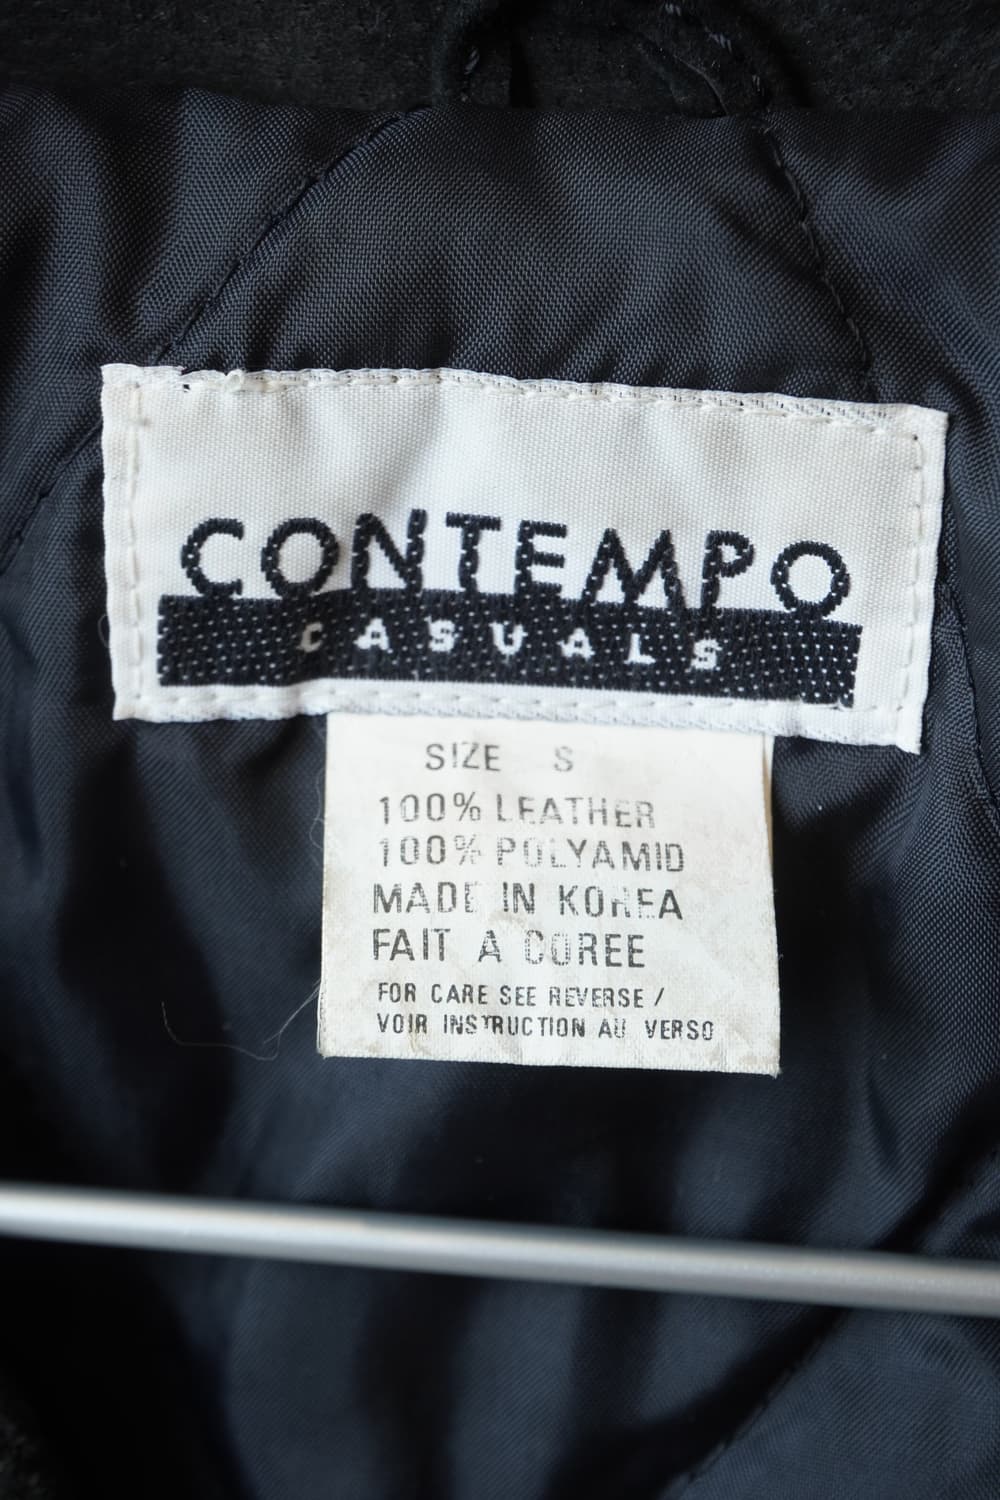 CONTEMPO
CASUALS
SIZE S
100% LEATHER
100% POLYAMID
MADE IN KOREA
FAIT A COREE
FOR CARE SEE REVERSE /
VOIR INSTRUCTION AU VERSO